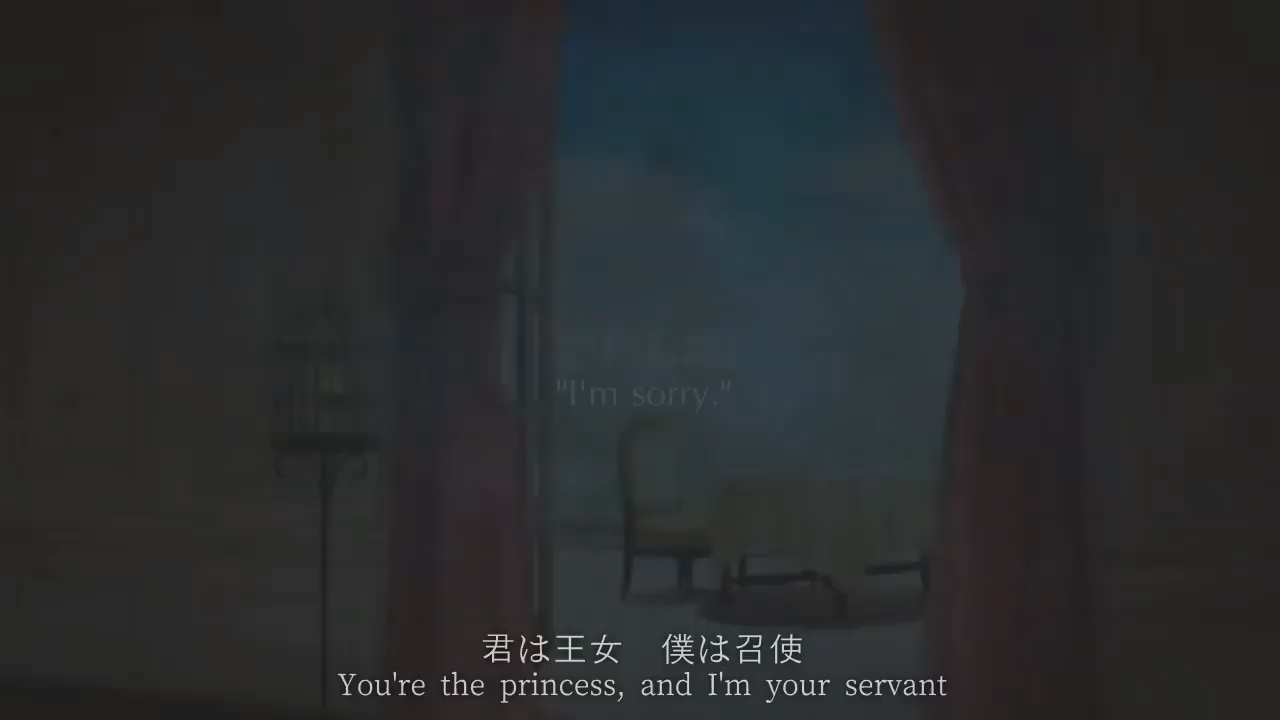 "I'm sorry."
君は王女　僕は召使
You're the princess, and I'm your servant